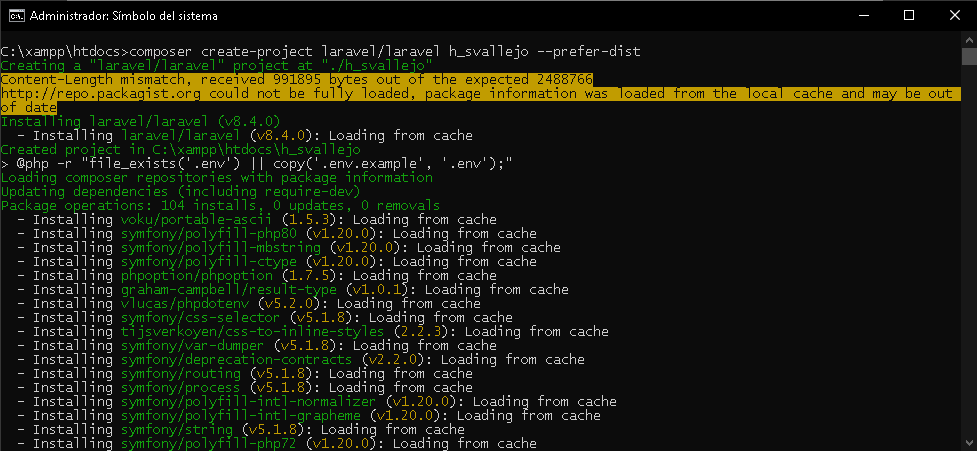 Administrador: Símbolo del sistema
C:\xampp\htdocs>composer create-project laravel/laravel h_svallejo --prefer-dist
Creating a "laravel/laravel" project at "./h_svallejo"
Content-Length mismatch, received 991895 bytes out of the expected 2488766
http://repo.packagist.org could not be fully loaded, package information was loaded from the local cache and may be out
of date
Installing laravel/laravel (v8.4.0)
  - Installing laravel/laravel (v8.4.0): Loading from cache
Created project in C:\xampp\htdocs\h_svallejo
> @php -r "file_exists('.env') || copy('.env.example', '.env');"
Loading composer repositories with package information
Updating dependencies (including require-dev)
Package operations: 104 installs, 0 updates, 0 removals
  - Installing voku/portable-ascii (1.5.3): Loading from cache
  - Installing symfony/polyfill-php80 (v1.20.0): Loading from cache
  - Installing symfony/polyfill-mbstring (v1.20.0): Loading from cache
  - Installing symfony/polyfill-ctype (v1.20.0): Loading from cache
  - Installing phpoption/phpoption (1.7.5): Loading from cache
  - Installing graham-campbell/result-type (v1.0.1): Loading from cache
  - Installing vlucas/phpdotenv (v5.2.0): Loading from cache
  - Installing symfony/css-selector (v5.1.8): Loading from cache
  - Installing tijsverkoyen/css-to-inline-styles (2.2.3): Loading from cache
  - Installing symfony/var-dumper (v5.1.8): Loading from cache
  - Installing symfony/deprecation-contracts (v2.2.0): Loading from cache
  - Installing symfony/routing (v5.1.8): Loading from cache
  - Installing symfony/process (v5.1.8): Loading from cache
  - Installing symfony/polyfill-intl-normalizer (v1.20.0): Loading from cache
  - Installing symfony/polyfill-intl-grapheme (v1.20.0): Loading from cache
  - Installing symfony/string (v5.1.8): Loading from cache
  - Installing symfony/polyfill-php72 (v1.20.0): Loading from cache